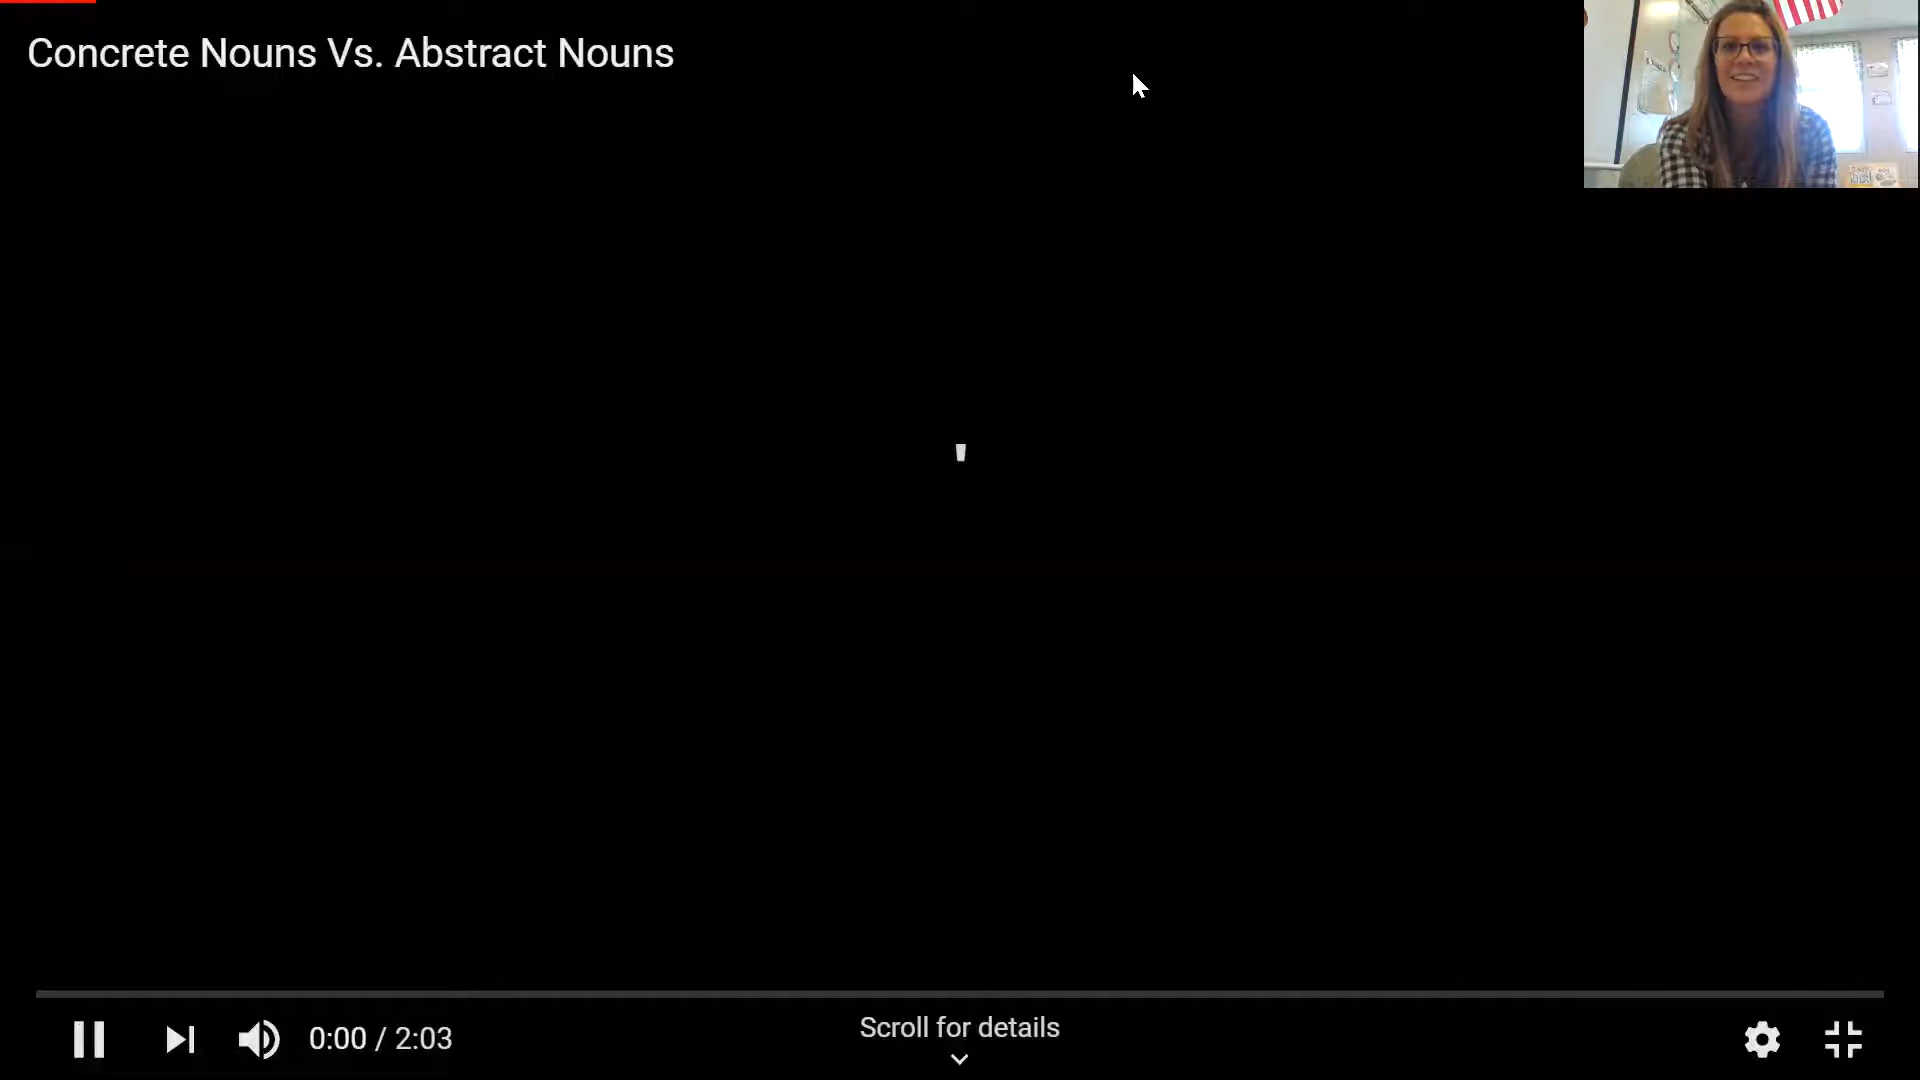 Concrete Nouns Vs. Abstract Nouns
0:00 / 2:03
Scroll for details